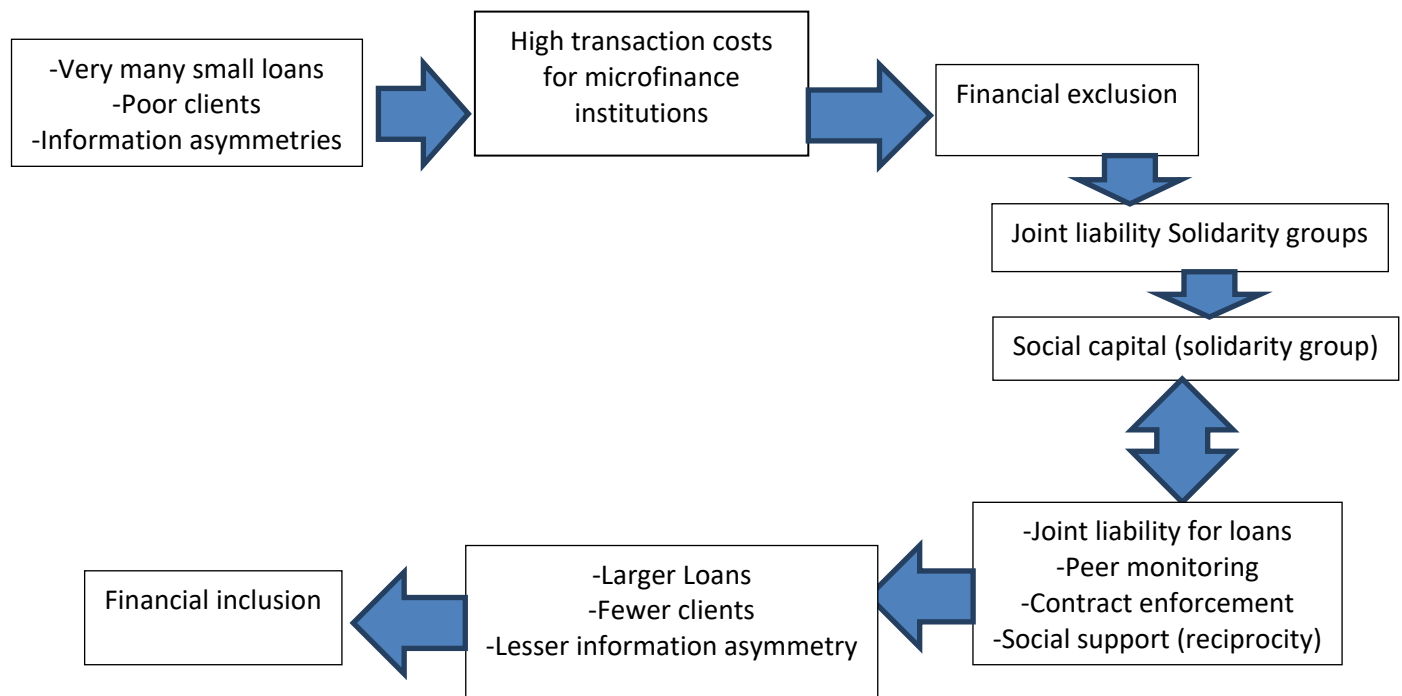 -Very many small loans
-Poor clients
-Information asymmetries
High transaction costs
for microfinance
institutions
Financial exclusion
Joint liability Solidarity groups
Social capital (solidarity group)
-Joint liability for loans
-Peer monitoring
-Contract enforcement
-Social support (reciprocity)
-Larger Loans
-Fewer clients
-Lesser information asymmetry
Financial inclusion